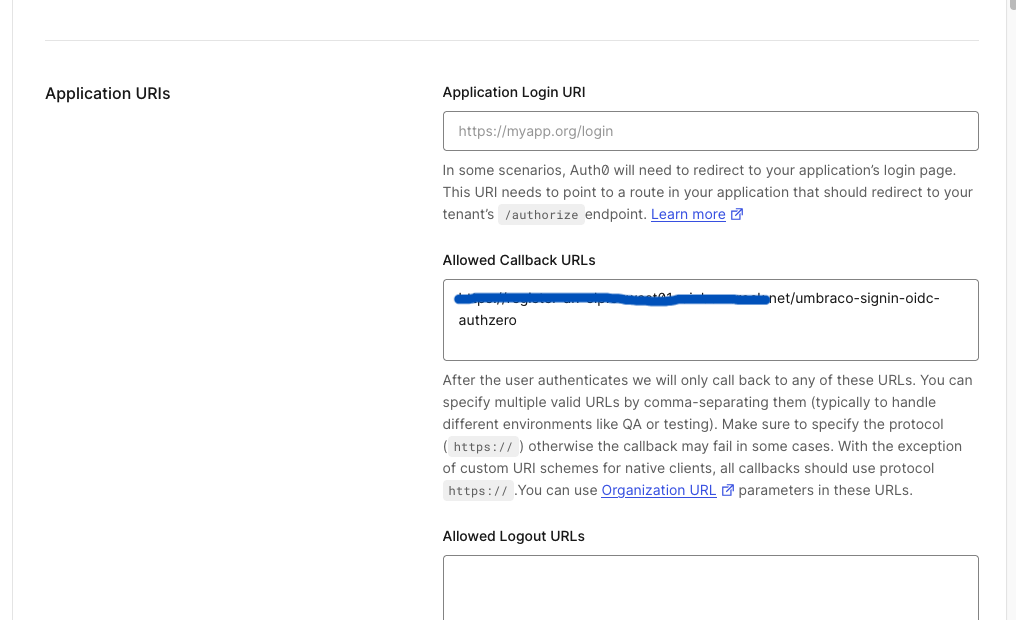 Application URIs
Application Login URI
https://myapp.org/login
In some scenarios, Auth0 will need to redirect to your application’s login page.
This URI needs to point to a route in your application that should redirect to your
tenant’s /authorize endpoint. Learn more
Allowed Callback URLs
net/umbraco-signin-oidc-
authzero
After the user authenticates we will only call back to any of these URLs. You can
specify multiple valid URLs by comma-separating them (typically to handle
different environments like QA or testing). Make sure to specify the protocol
( https:// ) otherwise the callback may fail in some cases. With the exception
of custom URI schemes for native clients, all callbacks should use protocol
https:// .You can use Organization URL parameters in these URLs.
Allowed Logout URLs